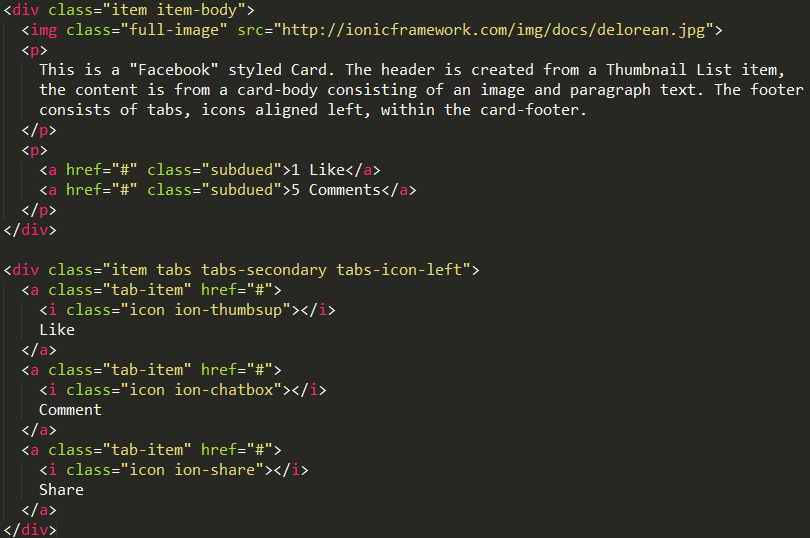 <div class="item item-body">
  <img class="full-image" src="http://ionicframework.com/img/docs/delorean.jpg">
  <p>
    This is a "Facebook" styled Card. The header is created from a Thumbnail List item,
    the content is from a card-body consisting of an image and paragraph text. The footer
    consists of tabs, icons aligned left, within the card-footer.
  </p>
  <p>
    <a href="#" class="subdued">1 Like</a>
    <a href="#" class="subdued">5 Comments</a>
  </p>
</div>

<div class="item tabs tabs-secondary tabs-icon-left">
  <a class="tab-item" href="#">
    <i class="icon ion-thumbsup"></i>
    Like
  </a>
  <a class="tab-item" href="#">
    <i class="icon ion-chatbox"></i>
    Comment
  </a>
  <a class="tab-item" href="#">
    <i class="icon ion-share"></i>
    Share
  </a>
</div>